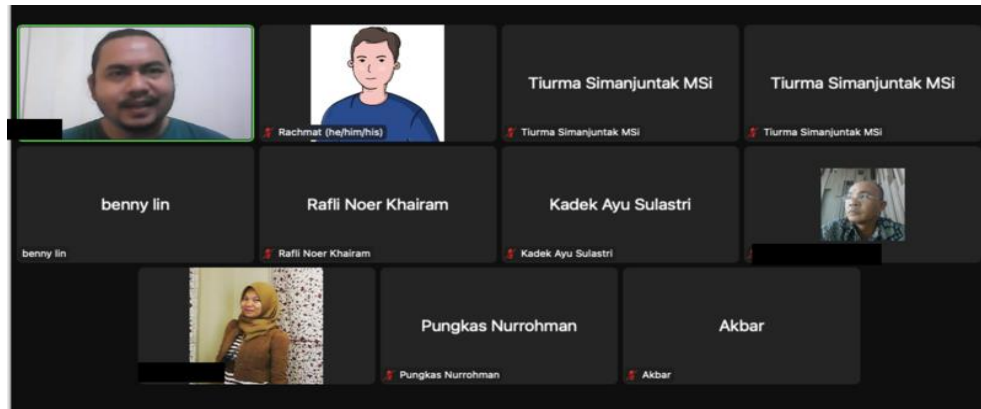 Rachmat (he/him/his)
Tiurma Simanjuntak MSi
Tiurma Simanjuntak MSi
Tiurma Simanjuntak MSi
Tiurma Simanjuntak MSi
benny lin
benny lin
Rafli Noer Khairam
Rafli Noer Khairam
Kadek Ayu Sulastri
Kadek Ayu Sulastri
Pungkas Nurrohman
Pungkas Nurrohman
Akbar
Akbar